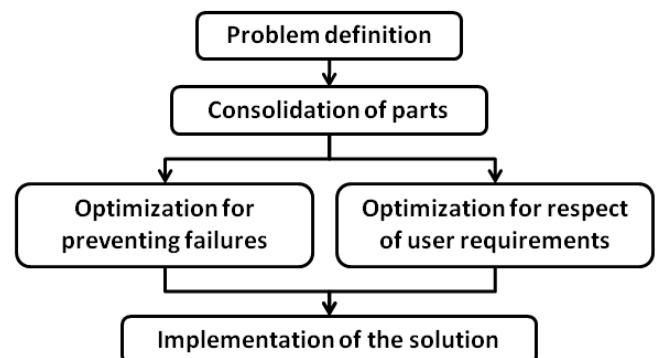 Problem definition
Consolidation of parts
Optimization for
preventing failures
Optimization for respect
of user requirements
Implementation of the solution